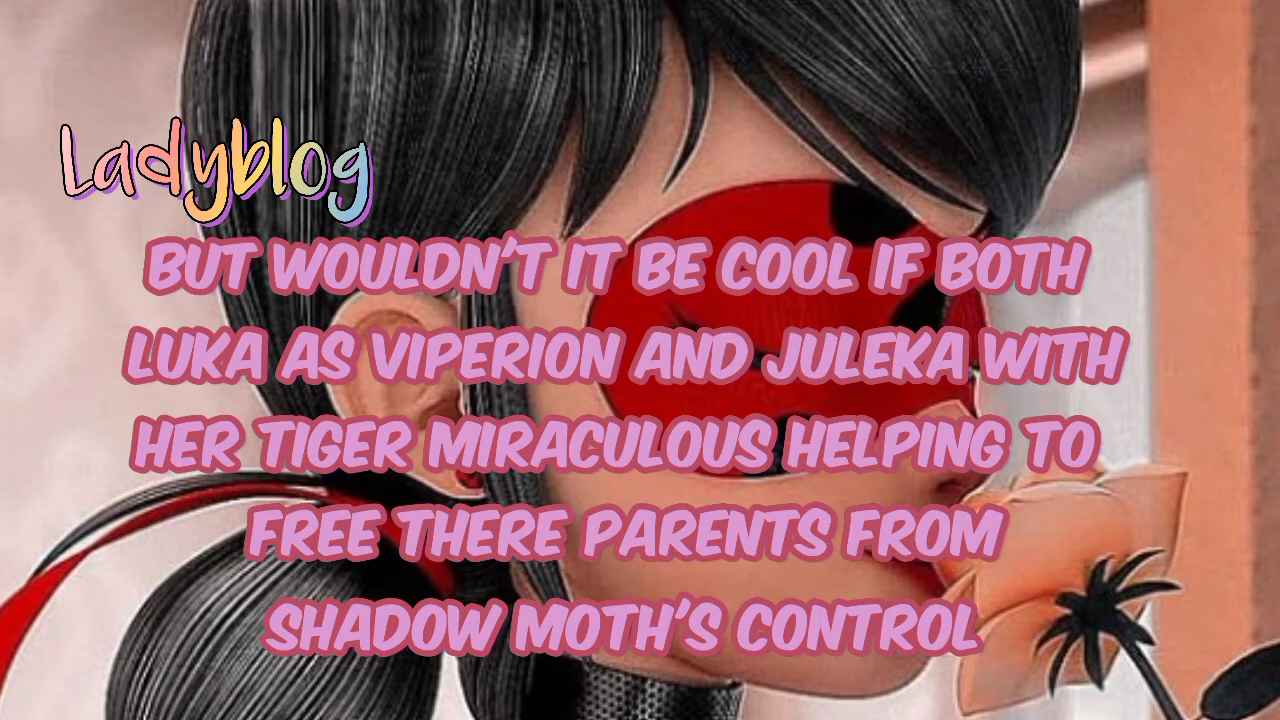 Ladyblog
BUT WOULDN'T IT BE COOL IF BOTH
LUKA AS VIPERION AND JULEKA WITH
HER TIGER MIRACULOUS HELPING TO
FREE THERE PARENTS FROM
SHADOW MOTH'S CONTROL